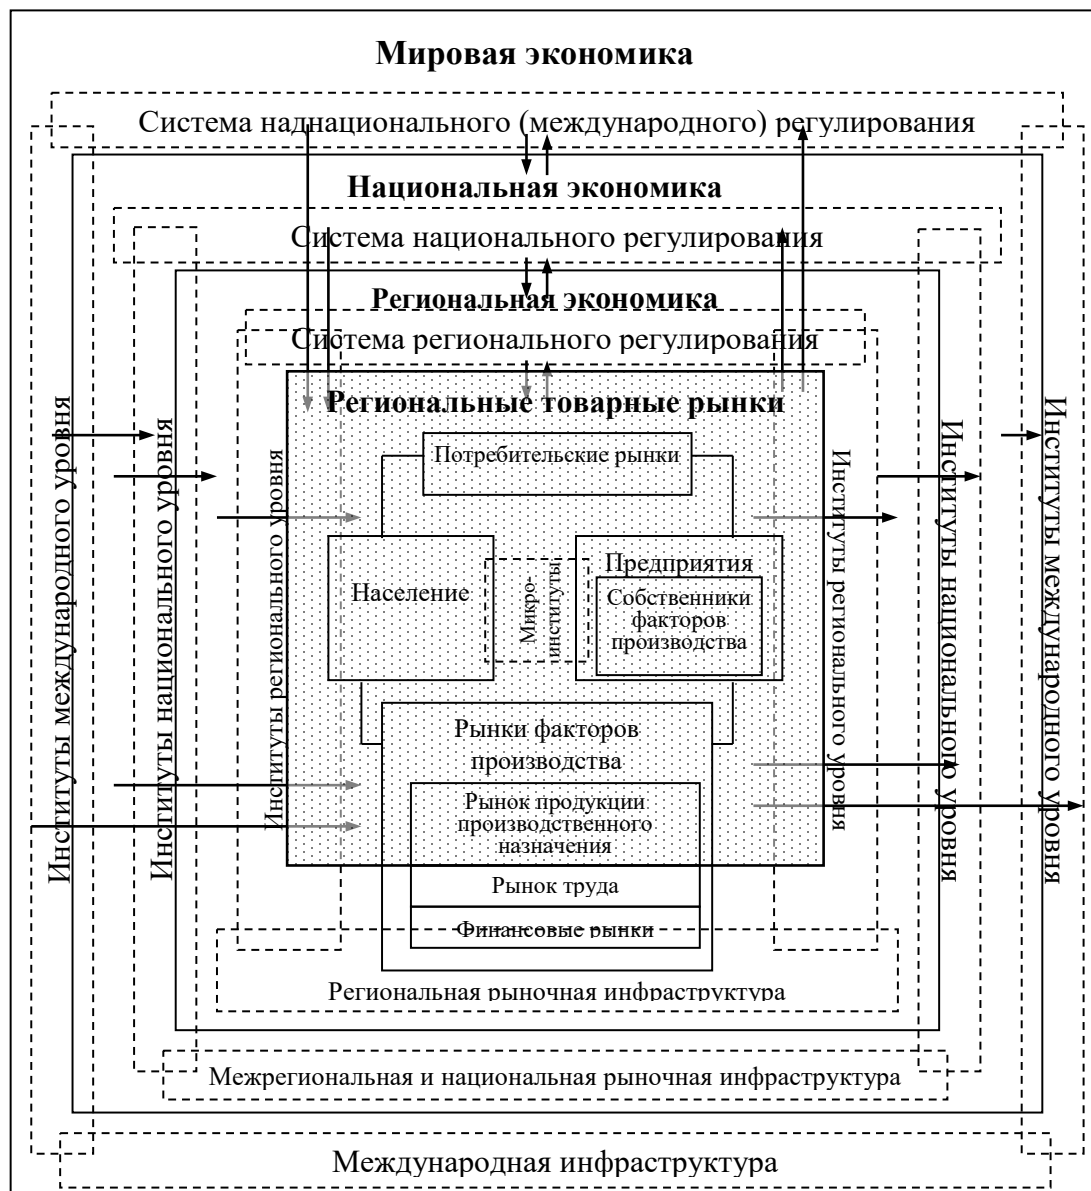 Мировая экономика
Система наднационального (международного) регулирования
Национальная экономика
Система национального регулирования
Региональная экономика
Система регионального регулирования
Региональные товарные рынки
Институты международного уровня
Институты национального уровня
Институты регионального уровня
Потребительские рынки
Население
Микро-
институты
Предприятия
Собственники
факторов
производства
Рынки факторов
производства
Рынок продукции
производственного
назначения
Рынок труда
Финансовые рынки
Институты регионального уровня
Институты национального уровня
Институты международного уровня
Региональная рыночная инфраструктура
Межрегиональная и национальная рыночная инфраструктура
Международная инфраструктура